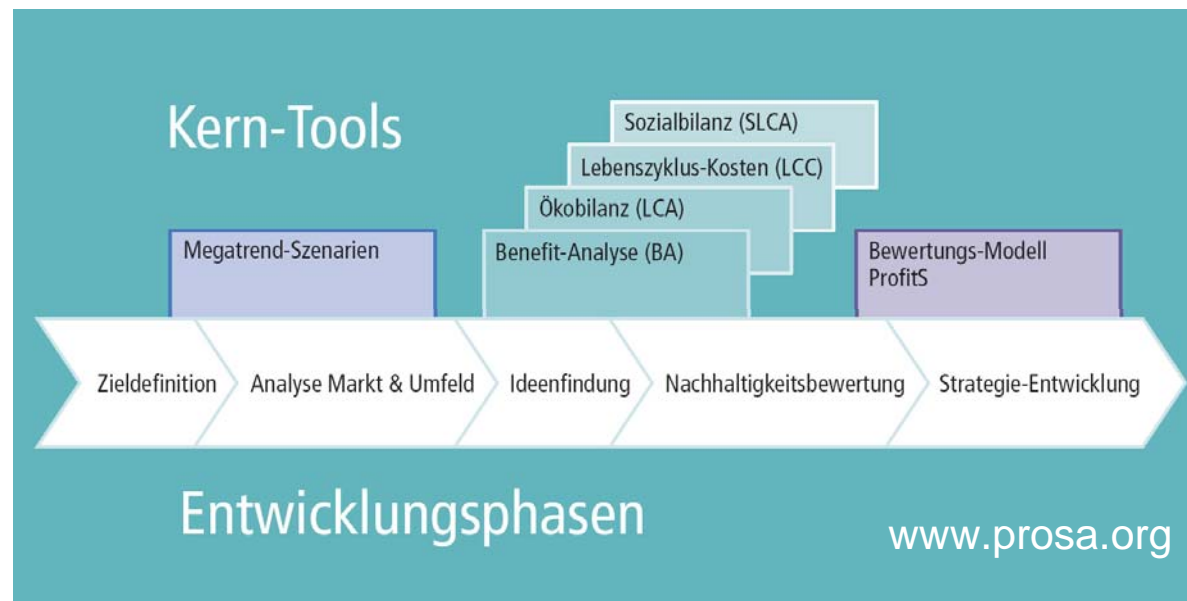 Kern-Tools
Sozialbilanz (SLCA)
Lebenszyklus-Kosten (LCC)
Ökobilanz (LCA)
Megatrend-Szenarien
Benefit-Analyse (BA)
Bewertungs-Modell
ProfitS
Zieldefinition
Analyse Markt & Umfeld
Ideenfindung
Nachhaltigkeitsbewertung
Strategie-Entwicklung
Entwicklungsphasen
www.prosa.org